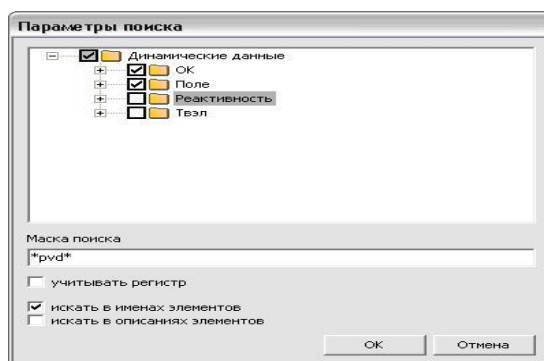 Параметры поиска
Динамические данные
ОК
Поле
Реактивность
Твэл
Маска поиска
*pvd*
учитывать регистр
искать в именах элементов
искать в описаниях элементов
ОК
Отмена